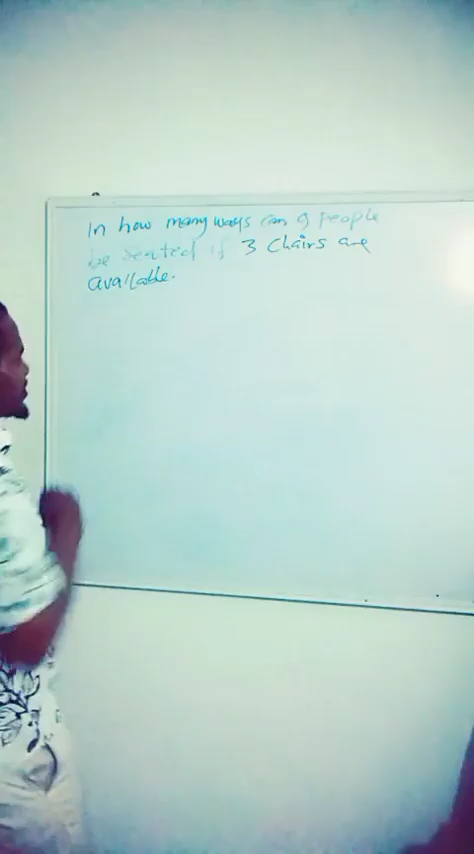 In how many ways can 9 people
be seated if 3 chairs are
available.